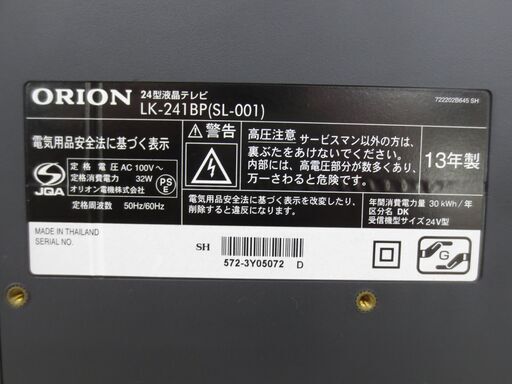 ORION
24型液晶テレビ
LK-241BP(SL-001)
722202B645 SH
電気用品安全法に基づく表示
定格電圧 AC 100V～
定格消費電力 32W
オリオン電機株式会社
定格周波数 50Hz/60Hz
JQA
PS
E
警告
高圧注意 サービスマン以外の方は、
裏ぶたをあけないでください。
内部には、高電圧部分が数多くあり、
万一さわると危険です。
電気用品安全法に基づく表示を改変したり、
削除すると違反になります。
13年製
年間消費電力量 30 kWh/年
区分名 DK
受信機型サイズ 24V型
MADE IN THAILAND
SERIAL NO.
SH
572-3Y05072 D
G